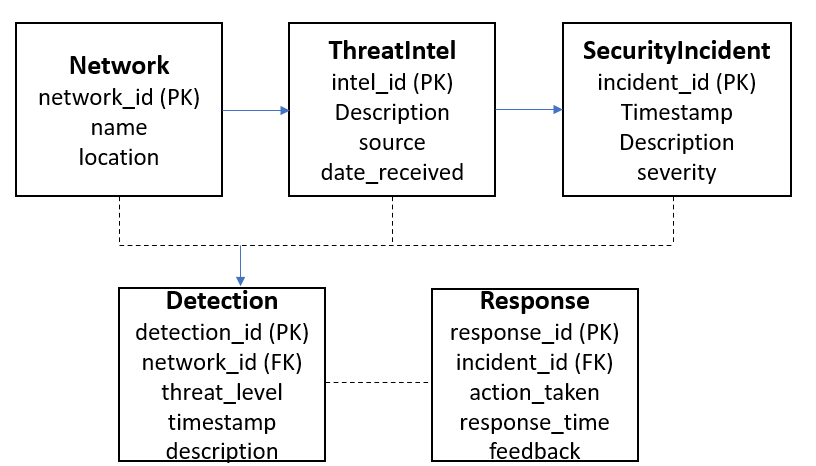 Network
network_id (PK)
name
location
ThreatIntel
intel_id (PK)
Description
source
date_received
SecurityIncident
incident_id (PK)
Timestamp
Description
severity
Detection
detection_id (PK)
network_id (FK)
threat_level
timestamp
description
Response
response_id (PK)
incident_id (FK)
action_taken
response_time
feedback